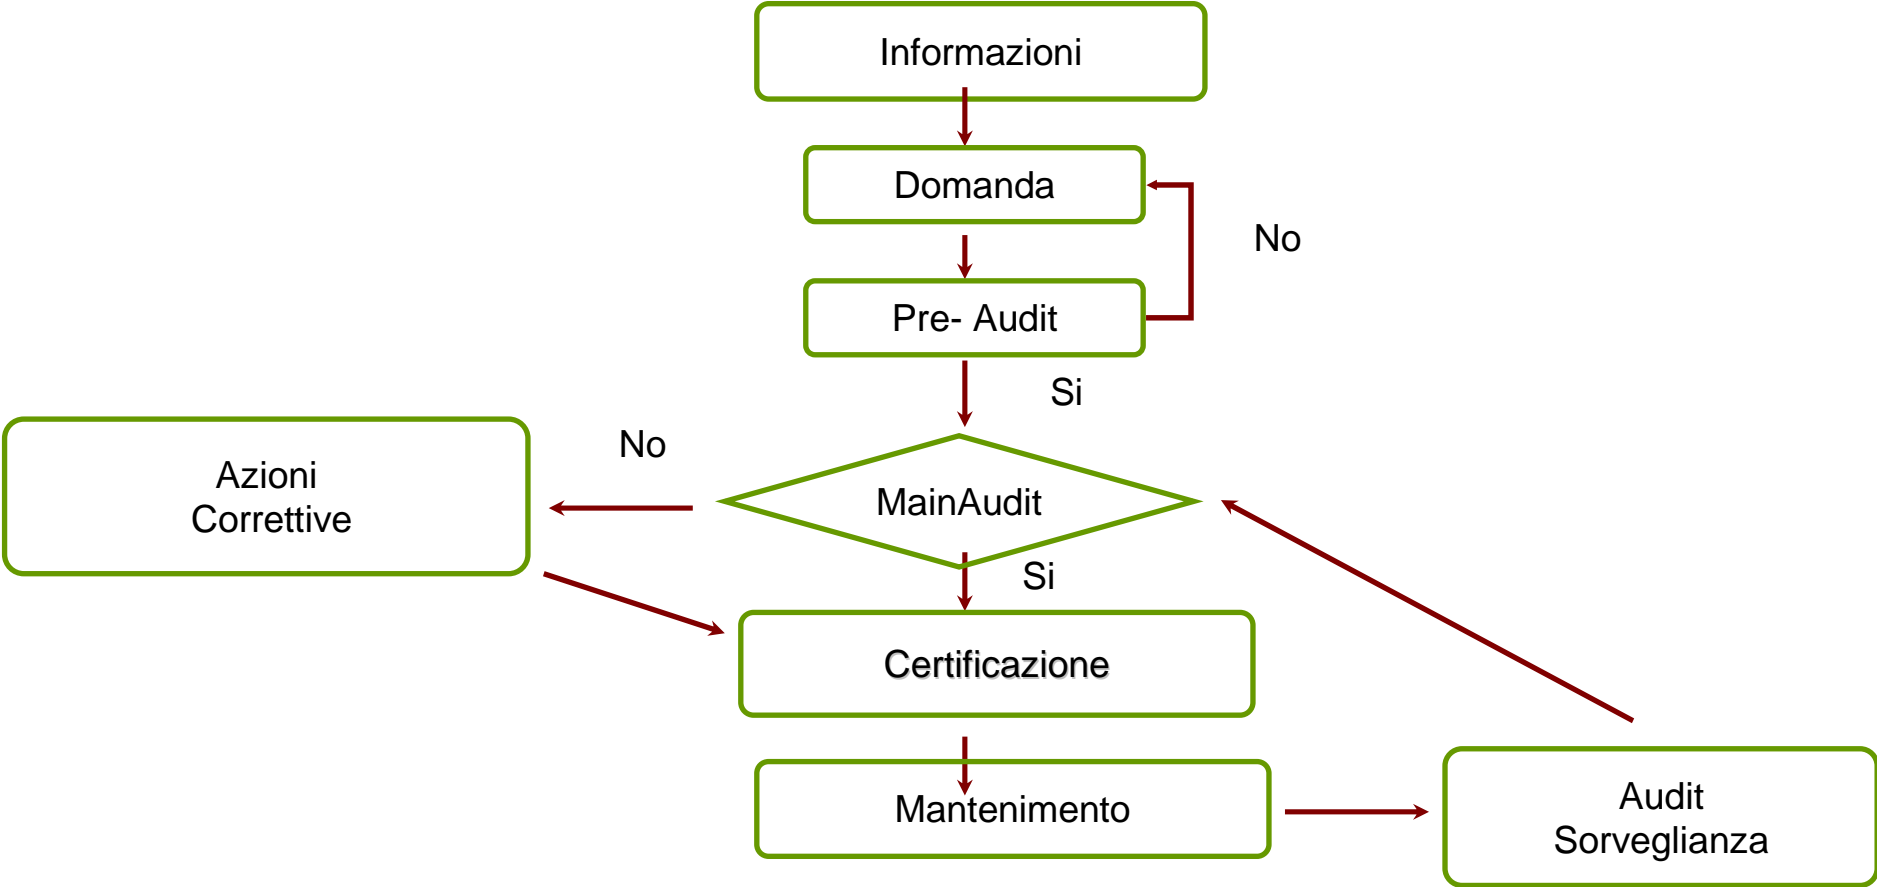 Informazioni
Domanda
No
Pre- Audit
Si
No
Azioni
Correttive
MainAudit
Si
Certificazione
Mantenimento
Audit
Sorveglianza